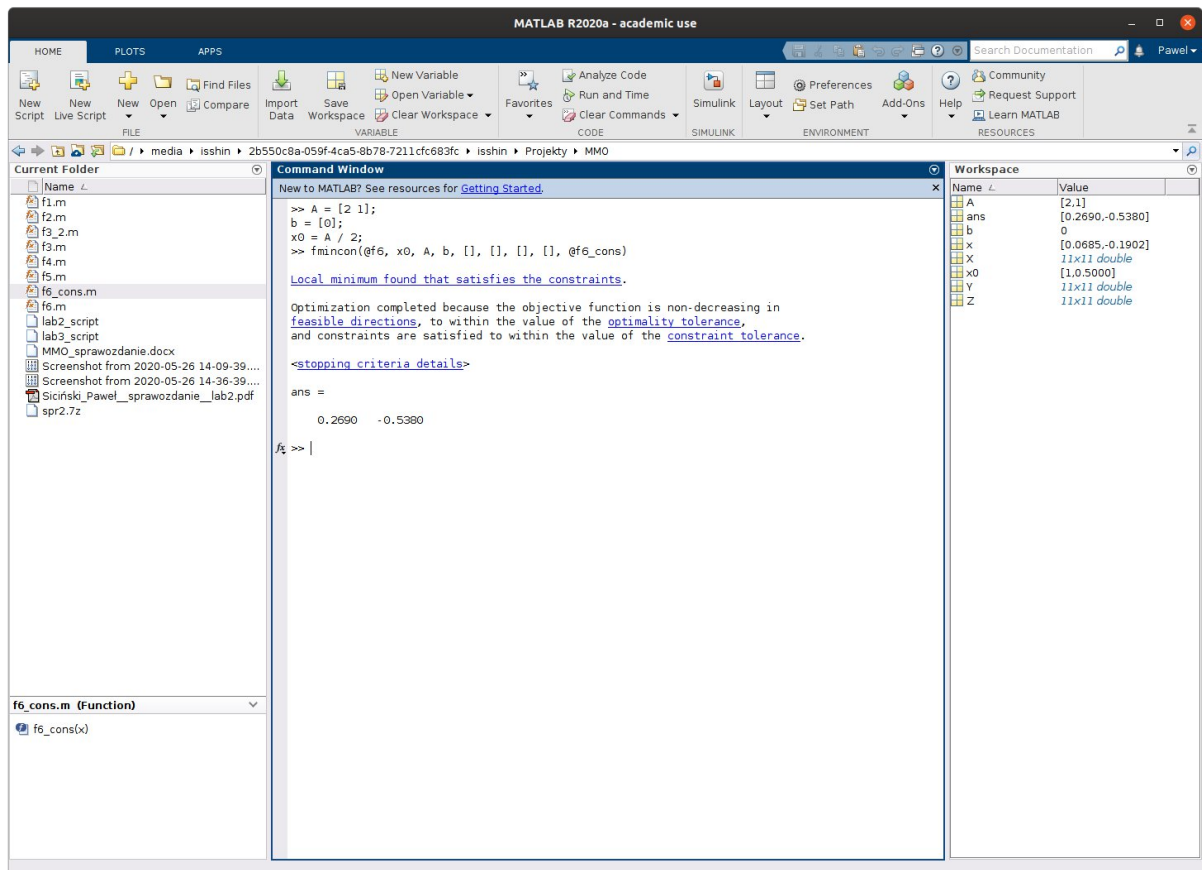 MATLAB R2020a - academic use
HOME PLOTS APPS
Search Documentation
Pawel
New Script
New Live Script
New
Open
Find Files
Compare
FILE
Import Data
Save Workspace
New Variable
Open Variable
Clear Workspace
VARIABLE
Favorites
Analyze Code
Run and Time
Clear Commands
CODE
Simulink
SIMULINK
Layout
Preferences
Set Path
Add-Ons
ENVIRONMENT
Help
Community
Request Support
Learn MATLAB
RESOURCES
/ media isshin 2b550c8a-059f-4ca5-8b78-7211cfc683fc isshin Projekty MMO
Current Folder
Name
f1.m
f2.m
f3_2.m
f3.m
f4.m
f5.m
f6_cons.m
f6.m
lab2_script
lab3_script
MMO_sprawozdanie.docx
Screenshot from 2020-05-26 14-09-39....
Screenshot from 2020-05-26 14-36-39....
Siciński_Paweł__sprawozdanie__lab2.pdf
spr2.7z
f6_cons.m (Function)
f6_cons(x)
Command Window
New to MATLAB? See resources for Getting Started.
>> A = [2 1];
b = [0];
x0 = A / 2;
>> fmincon(@f6, x0, A, b, [], [], [], [], @f6_cons)
Local minimum found that satisfies the constraints.
Optimization completed because the objective function is non-decreasing in
feasible directions, to within the value of the optimality tolerance,
and constraints are satisfied to within the value of the constraint tolerance.
<stopping criteria details>
ans =
0.2690 -0.5380
fx >>
Workspace
Name Value
A [2,1]
ans [0.2690,-0.5380]
b 0
x [0.0685,-0.1902]
X 11x11 double
x0 [1,0.5000]
Y 11x11 double
Z 11x11 double